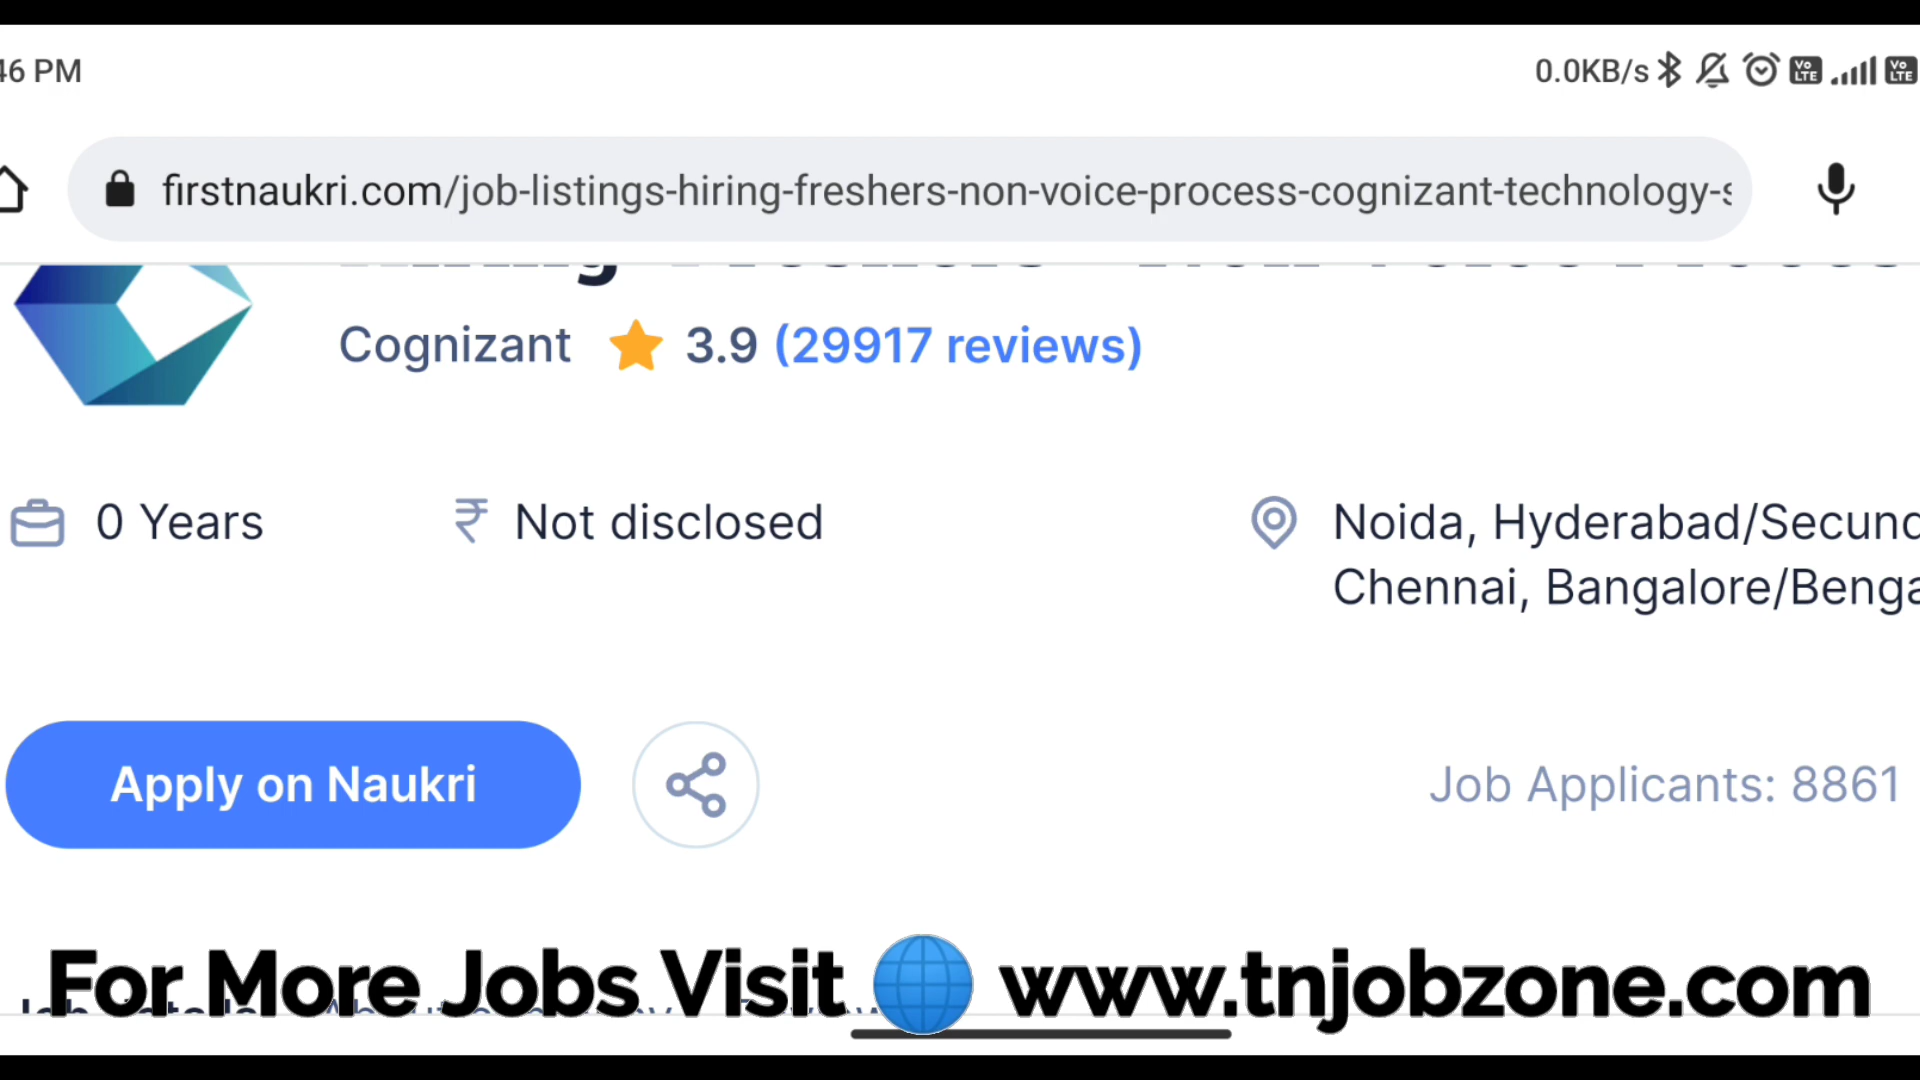 46 PM 0.0KB/s
firstnaukri.com/job-listings-hiring-freshers-non-voice-process-cognizant-technology-s
Cognizant 3.9 (29917 reviews)
0 Years ₹ Not disclosed Noida, Hyderabad/Secund
Chennai, Bangalore/Benga
Apply on Naukri Job Applicants: 8861
For More Jobs Visit www.tnjobzone.com